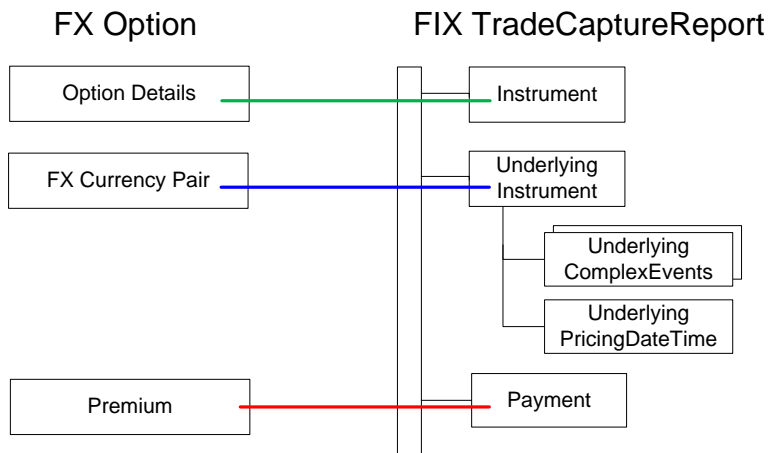 FX Option
FIX TradeCaptureReport
Option Details
Instrument
FX Currency Pair
Underlying
Instrument
Underlying
ComplexEvents
Underlying
PricingDateTime
Premium
Payment